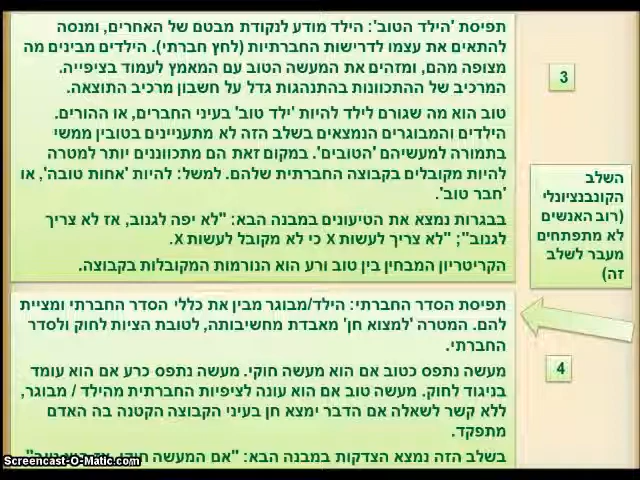 תפיסת 'הילד הטוב': הילד מודע לנקודת מבטם של האחרים, ומנסה
להתאים את עצמו לדרישות החברתיות (לחץ חברתי). הילדים מבינים מה
מצופה מהם, ומזהים את המעשה הטוב עם המאמץ לעמוד בציפייה.
המרכיב של ההתכוונות בהתנהגות גדל על חשבון מרכיב התוצאה.
טוב הוא מה שגורם לילד להיות 'ילד טוב' בעיני החברים, או ההורים.
הילדים והמבוגרים הנמצאים בשלב הזה לא מתעניינים בטובין ממשי
בתמורה למעשיהם 'הטובים'. במקום זאת הם מתכווננים יותר למטרה
להיות מקובלים בקבוצה החברתית שלהם. למשל: להיות 'אחות טובה', או
'חבר טוב'.
בבגרות נמצא את הטיעונים במבנה הבא: "לא יפה לגנוב, אז לא צריך
לגנוב"; "לא צריך לעשות X כי לא מקובל לעשות X.
הקריטריון המבחין בין טוב ורע הוא הנורמות המקובלות בקבוצה.
3
השלב
הקונבנציונלי
(רוב האנשים
לא מתפתחים
מעבר לשלב
זה)
תפיסת הסדר החברתי: הילד/מבוגר מבין את כללי הסדר החברתי ומציית
להם. המטרה 'למצוא חן' מאבדת מחשיבותה, לטובת הציות לחוק ולסדר
החברתי.
מעשה נתפס כטוב אם הוא מעשה חוקי. מעשה נתפס כרע אם הוא עומד
בניגוד לחוק. מעשה טוב אם הוא עונה לציפיות החברתית מהילד / מבוגר,
ללא קשר לשאלה אם הדבר ימצא חן בעיני הקבוצה הקטנה בה האדם
מתפקד.
בשלב הזה נמצא הצדקות במבנה הבא: "אם המעשה
4
Screencast-O-Matic.com